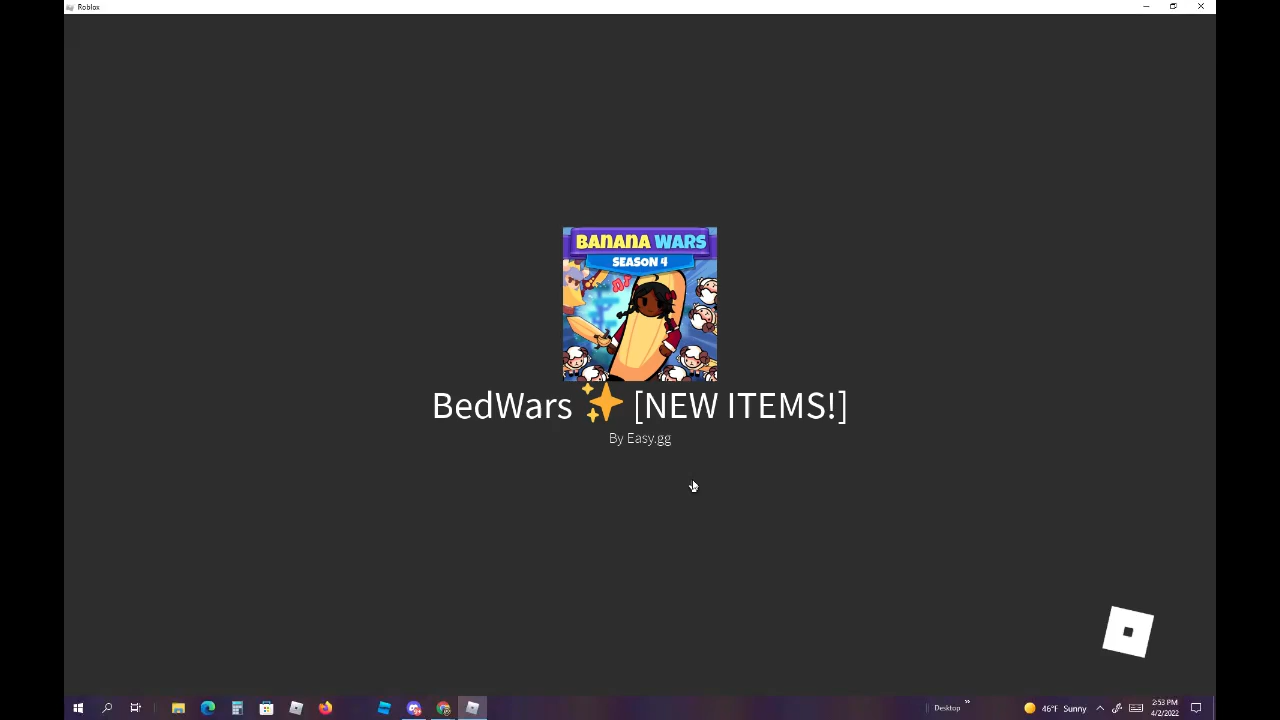 Roblox
BANANA WARS
SEASON 4
BedWars ✨ [NEW ITEMS!]
By Easy.gg
Desktop
46°F Sunny
2:53 PM
4/2/2022